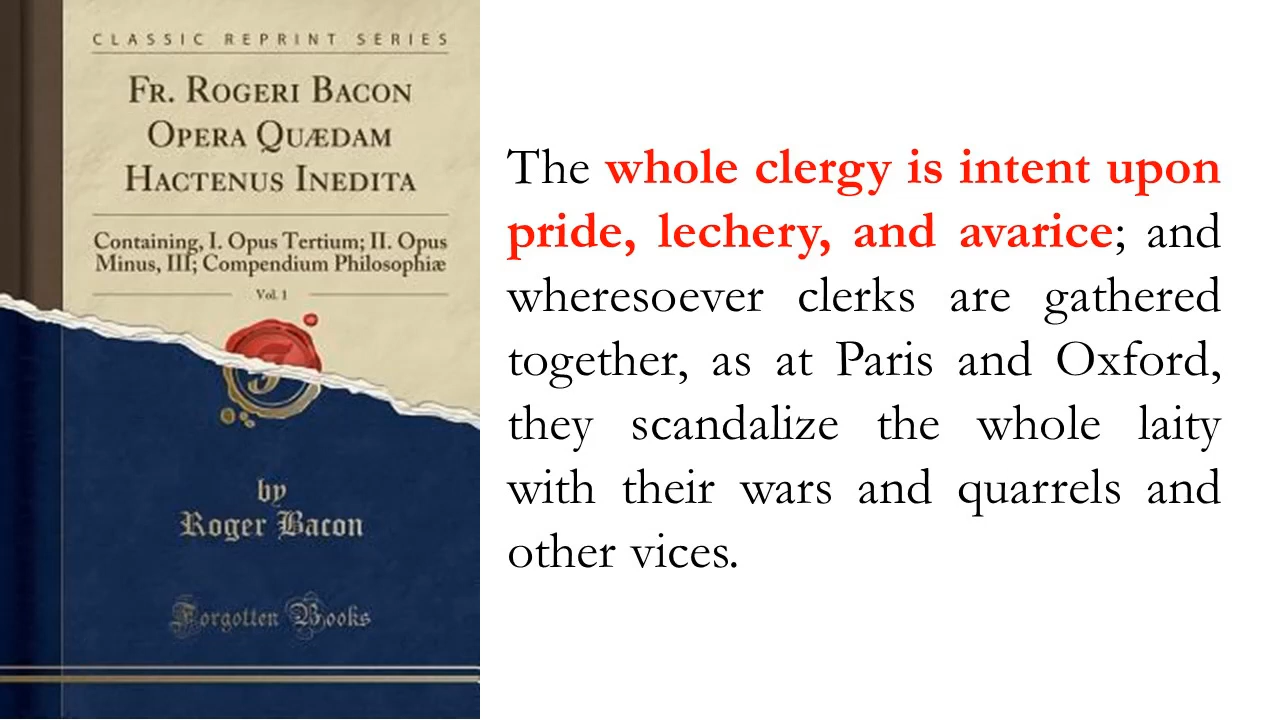 CLASSIC REPRINT SERIES
FR. ROGERI BACON
OPERA QUÆDAM
HACTENUS INEDITA
Containing, I. Opus Tertium; II. Opus
Minus, III; Compendium Philosophiæ
Vol. 1
by
Roger Bacon
Forgotten Books
The whole clergy is intent upon
pride, lechery, and avarice; and
wheresoever clerks are gathered
together, as at Paris and Oxford,
they scandalize the whole laity
with their wars and quarrels and
other vices.